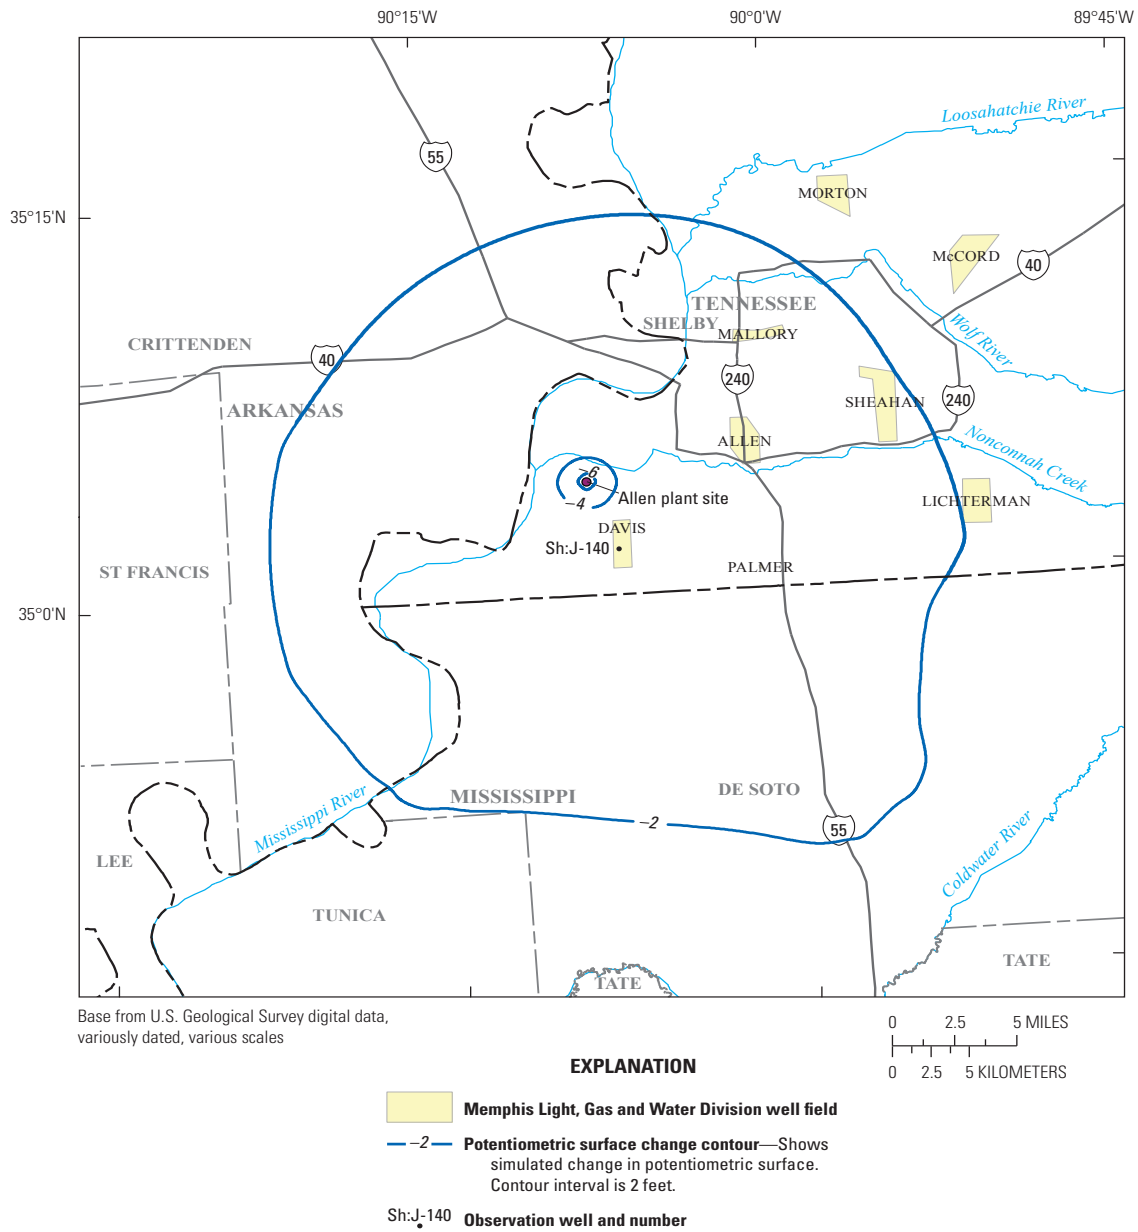 90°15'W
90°0'W
89°45'W
Loosahatchie River
55
MORTON
35°15'N
McCORD
40
TENNESSEE
SHELBY
MALLORY
CRITTENDEN
Wolf River
40
240
240
ARKANSAS
SHEAHAN
ALLEN
Nonconnah Creek
–6
Allen plant site
–4
LICHTERMAN
DAVIS
Sh:J-140
PALMER
ST FRANCIS
35°0'N
MISSISSIPPI
DE SOTO
Mississippi River
–2
55
LEE
Coldwater River
TUNICA
TATE
TATE
Base from U.S. Geological Survey digital data,
variously dated, various scales
0 2.5 5 MILES
0 2.5 5 KILOMETERS
EXPLANATION
Memphis Light, Gas and Water Division well field
–2 Potentiometric surface change contour—Shows
simulated change in potentiometric surface.
Contour interval is 2 feet.
Sh:J-140 Observation well and number